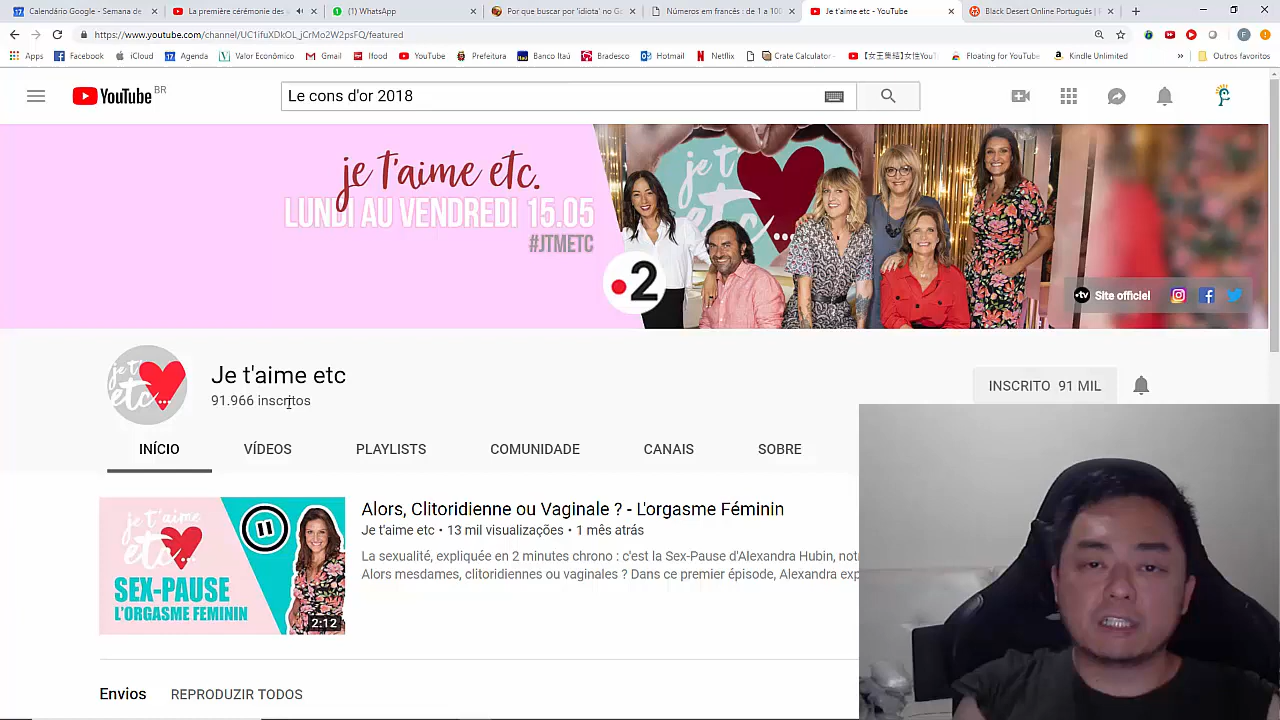 Calendário Google - Semana de
La première cérémonie des
(1) WhatsApp
Por que buscar por 'idiota' no G
Números em francês : de 1 a 100
Je t'aime etc - YouTube
Black Desert Online Português |
https://www.youtube.com/channel/UC1ifuXDkOL_jCrMo2W2psFQ/featured
Apps
Facebook
iCloud
Agenda
Valor Econômico
Gmail
Ifood
YouTube
Prefeitura
Banco Itaú
Bradesco
Hotmail
Netflix
Crate Calculator -
Floating for YouTube
Kindle Unlimited
»
Outros favoritos
YouTube BR
Le cons d'or 2018
je t'aime etc.
LUNDI AU VENDREDI 15.05
#JTMETC
2
je t'
etc...
•tv Site officiel
je t'
etc...
Je t'aime etc
91.966 inscritos
INSCRITO 91 MIL
INÍCIO
VÍDEOS
PLAYLISTS
COMUNIDADE
CANAIS
SOBRE
je t'aime
etc...
SEX-PAUSE
L'ORGASME FEMININ
2:12
Alors, Clitoridienne ou Vaginale ? - L'orgasme Féminin
Je t'aime etc • 13 mil visualizações • 1 mês atrás
La sexualité, expliquée en 2 minutes chrono : c'est la Sex-Pause d'Alexandra Hubin, not
Alors mesdames, clitoridiennes ou vaginales ? Dans ce premier épisode, Alexandra exp
Envios
REPRODUZIR TODOS